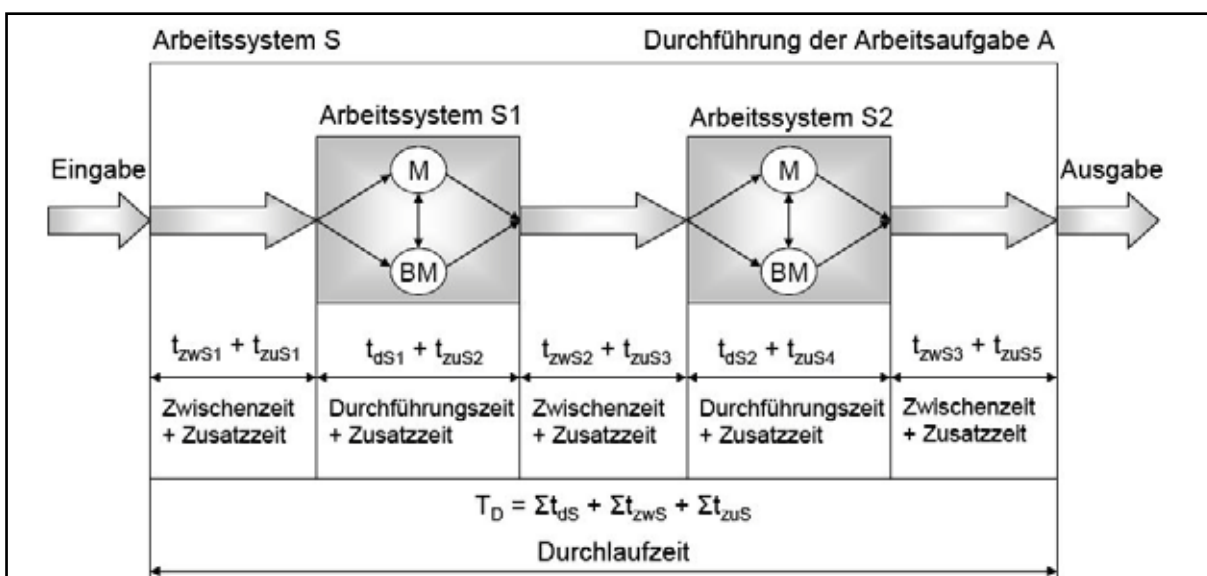 Arbeitssystem S
Durchführung der Arbeitsaufgabe A
Arbeitssystem S1
Arbeitssystem S2
Eingabe
M
M
Ausgabe
BM
BM
t_zwS1 + t_zuS1
t_dS1 + t_zuS2
t_zwS2 + t_zuS3
t_dS2 + t_zuS4
t_zwS3 + t_zuS5
Zwischenzeit
+ Zusatzzeit
Durchführungszeit
+ Zusatzzeit
Zwischenzeit
+ Zusatzzeit
Durchführungszeit
+ Zusatzzeit
Zwischenzeit
+ Zusatzzeit
T_D = Σt_dS + Σt_zwS + Σt_zuS
Durchlaufzeit